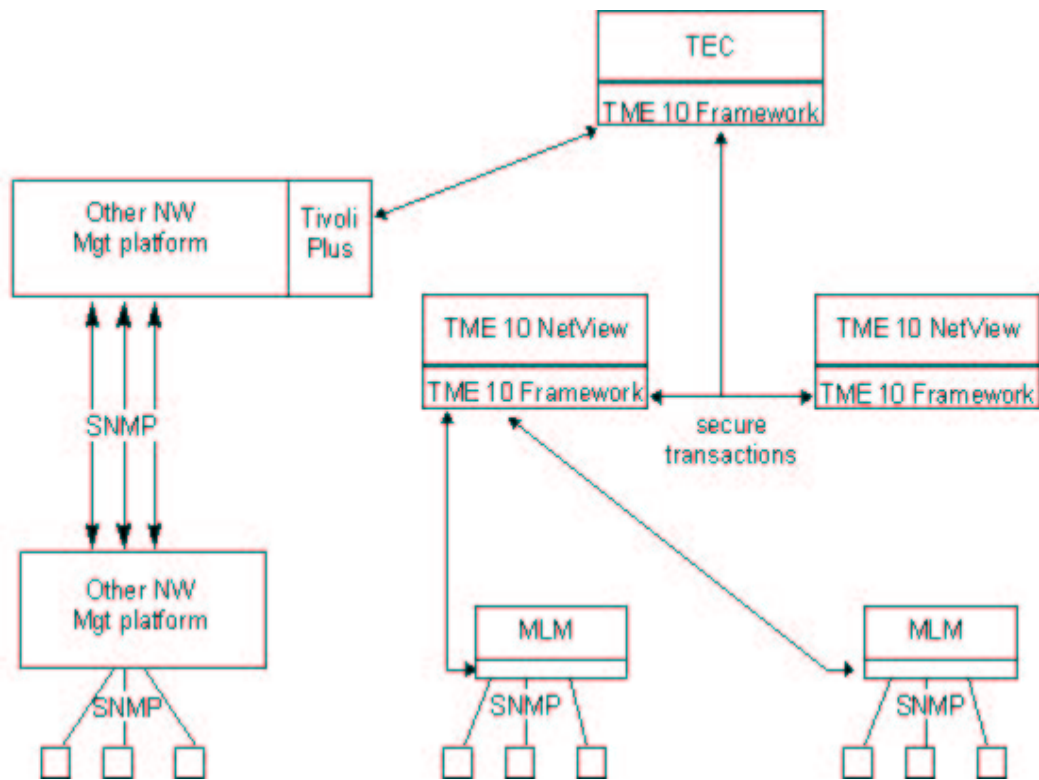 TEC
TME 10 Framework
Other NW
Mgt platform
Tivoli
Plus
TME 10 NetView
TME 10 Framework
TME 10 NetView
TME 10 Framework
SNMP
secure
transactions
Other NW
Mgt platform
MLM
MLM
SNMP
SNMP
SNMP